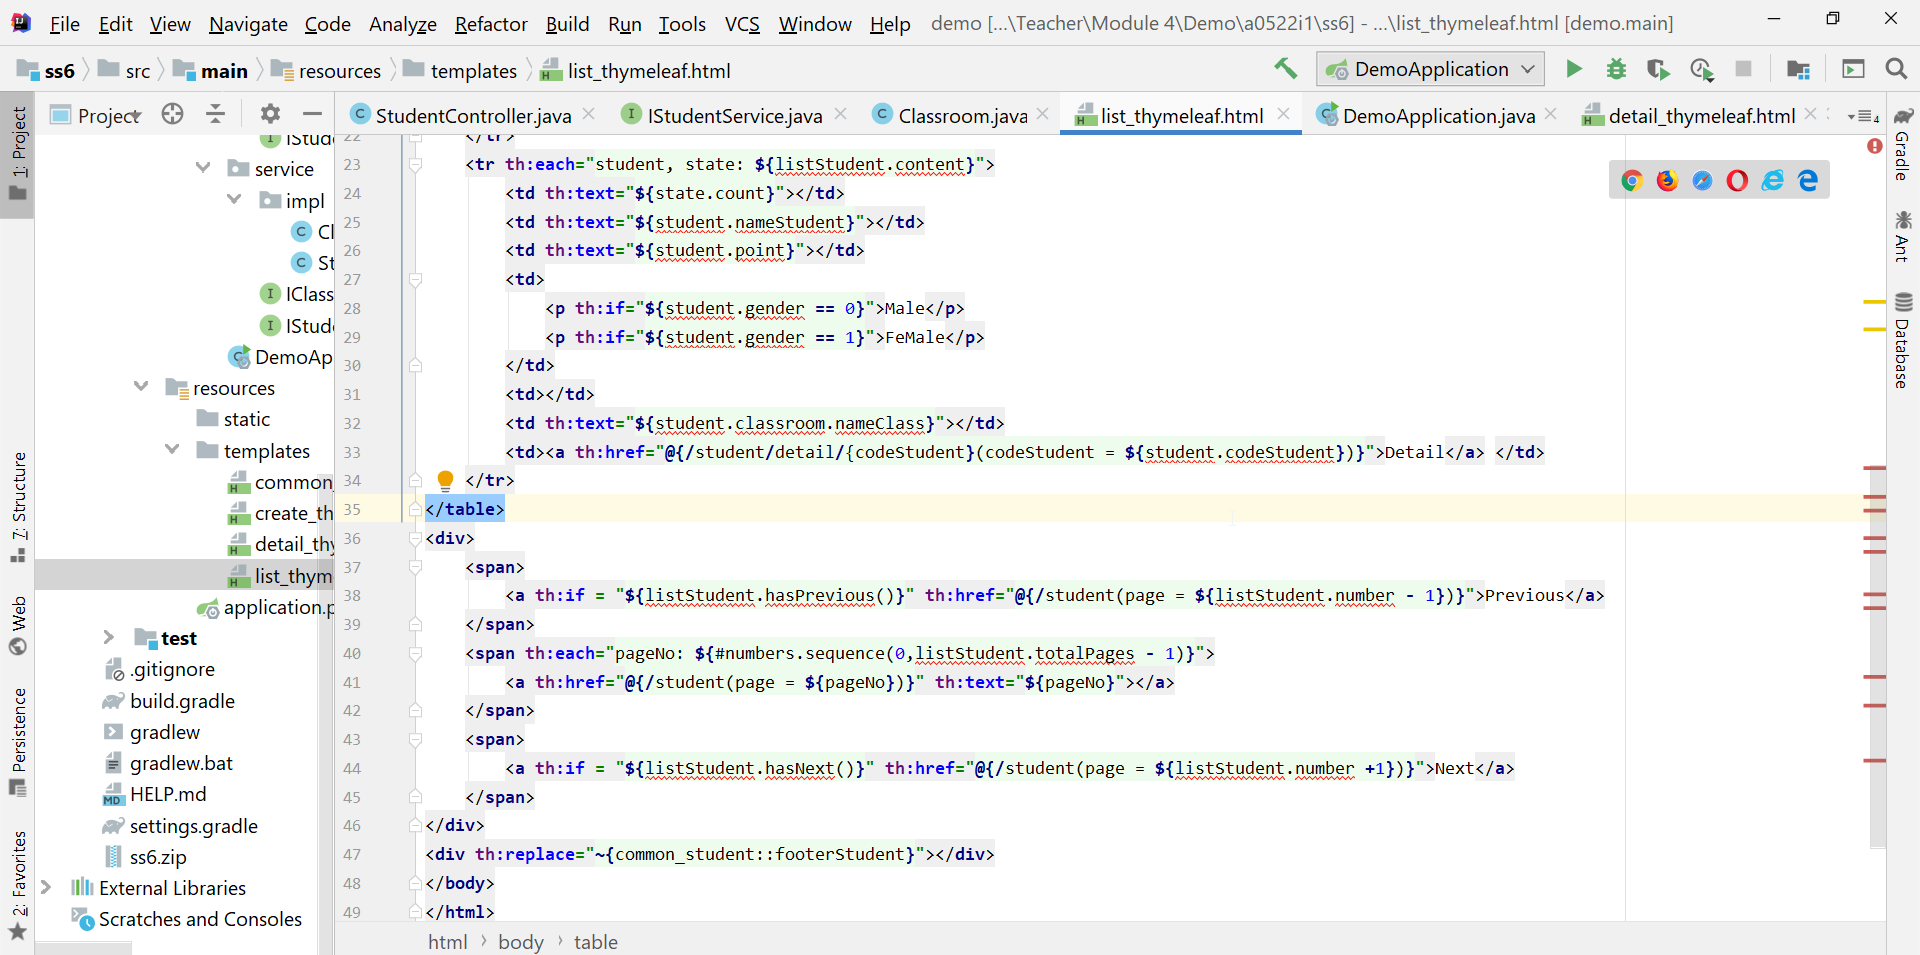 File Edit View Navigate Code Analyze Refactor Build Run Tools VCS Window Help demo [...\Teacher\Module 4\Demo\a0522i1\ss6] - ...\list_thymeleaf.html [demo.main]
ss6 src main resources templates list_thymeleaf.html DemoApplication
Project StudentController.java IStudentService.java Classroom.java list_thymeleaf.html DemoApplication.java detail_thymeleaf.html 4
1: Project
7: Structure
Web
Persistence
2: Favorites
IStude
service
impl
Cl
St
IClass
IStude
DemoAp
resources
static
templates
common_
create_th
detail_thy
list_thym
application.p
test
.gitignore
build.gradle
gradlew
gradlew.bat
HELP.md
settings.gradle
ss6.zip
External Libraries
Scratches and Consoles
22 </tr>
23 <tr th:each="student, state: ${listStudent.content}">
24 <td th:text="${state.count}"></td>
25 <td th:text="${student.nameStudent}"></td>
26 <td th:text="${student.point}"></td>
27 <td>
28 <p th:if="${student.gender == 0}">Male</p>
29 <p th:if="${student.gender == 1}">FeMale</p>
30 </td>
31 <td></td>
32 <td th:text="${student.classroom.nameClass}"></td>
33 <td><a th:href="@{/student/detail/{codeStudent}(codeStudent = ${student.codeStudent})}">Detail</a> </td>
34 </tr>
35 </table>
36 <div>
37 <span>
38 <a th:if = "${listStudent.hasPrevious()}" th:href="@{/student(page = ${listStudent.number - 1})}">Previous</a>
39 </span>
40 <span th:each="pageNo: ${#numbers.sequence(0,listStudent.totalPages - 1)}">
41 <a th:href="@{/student(page = ${pageNo})}" th:text="${pageNo}"></a>
42 </span>
43 <span>
44 <a th:if = "${listStudent.hasNext()}" th:href="@{/student(page = ${listStudent.number +1})}">Next</a>
45 </span>
46 </div>
47 <div th:replace="~{common_student::footerStudent}"></div>
48 </body>
49 </html>
html body table
Gradle
Ant
Database